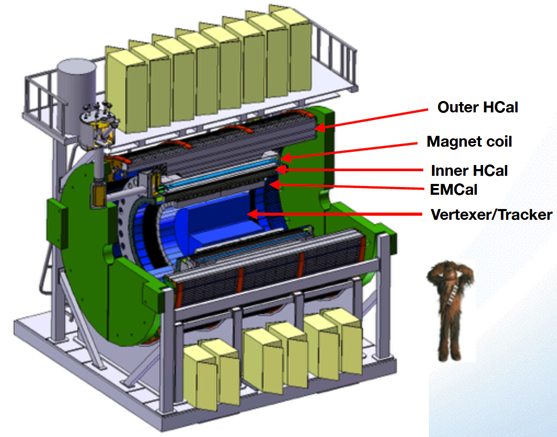 Outer HCal
Magnet coil
Inner HCal
EMCal
Vertexer/Tracker